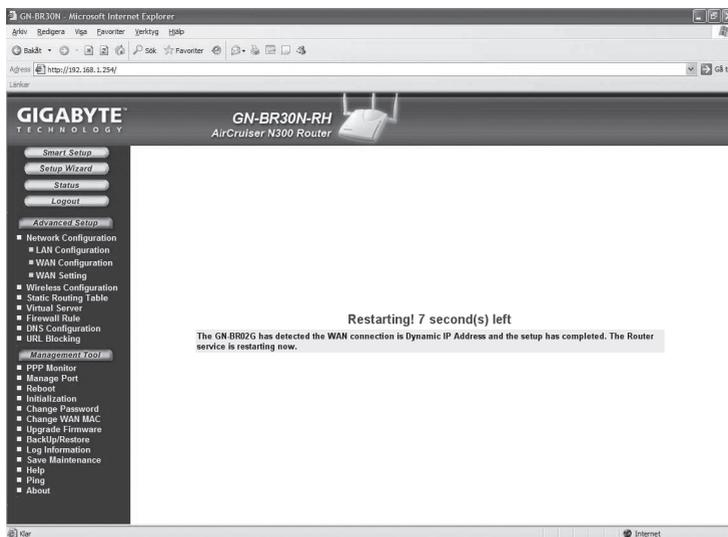 GN-BR30N - Microsoft Internet Explorer
Arkiv Redigera Visa Favoriter Verktyg Hjälp
Bakåt Sök Favoriter
Adress http://192.168.1.254/ Gå t
Länkar
GIGABYTE™
TECHNOLOGY
GN-BR30N-RH
AirCruiser N300 Router
Smart Setup
Setup Wizard
Status
Logout
Advanced Setup
Network Configuration
LAN Configuration
WAN Configuration
WAN Setting
Wireless Configuration
Static Routing Table
Virtual Server
Firewall Rule
DNS Configuration
URL Blocking
Management Tool
PPP Monitor
Manage Port
Reboot
Initialization
Change Password
Change WAN MAC
Upgrade Firmware
BackUp/Restore
Log Information
Save Maintenance
Help
Ping
About
Restarting! 7 second(s) left
The GN-BR02G has detected the WAN connection is Dynamic IP Address and the setup has completed. The Router
service is restarting now.
Klar Internet